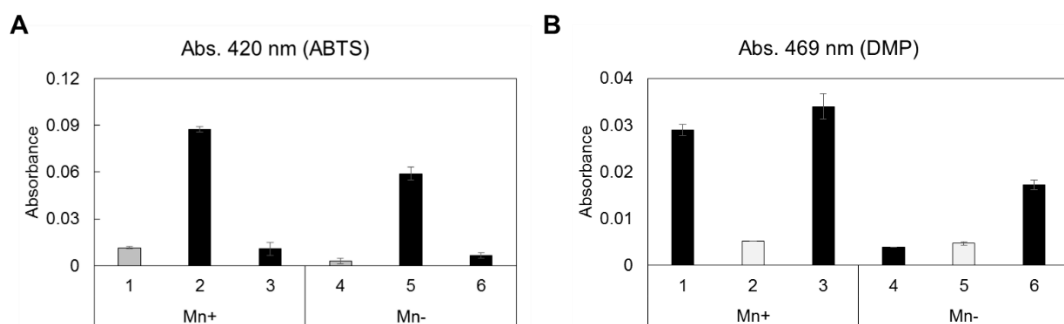 A
Abs. 420 nm (ABTS)
0.12
0.09
0.06
0.03
0
Absorbance
1 2 3 4 5 6
Mn+ Mn-
B
Abs. 469 nm (DMP)
0.04
0.03
0.02
0.01
0
Absorbance
1 2 3 4 5 6
Mn+ Mn-